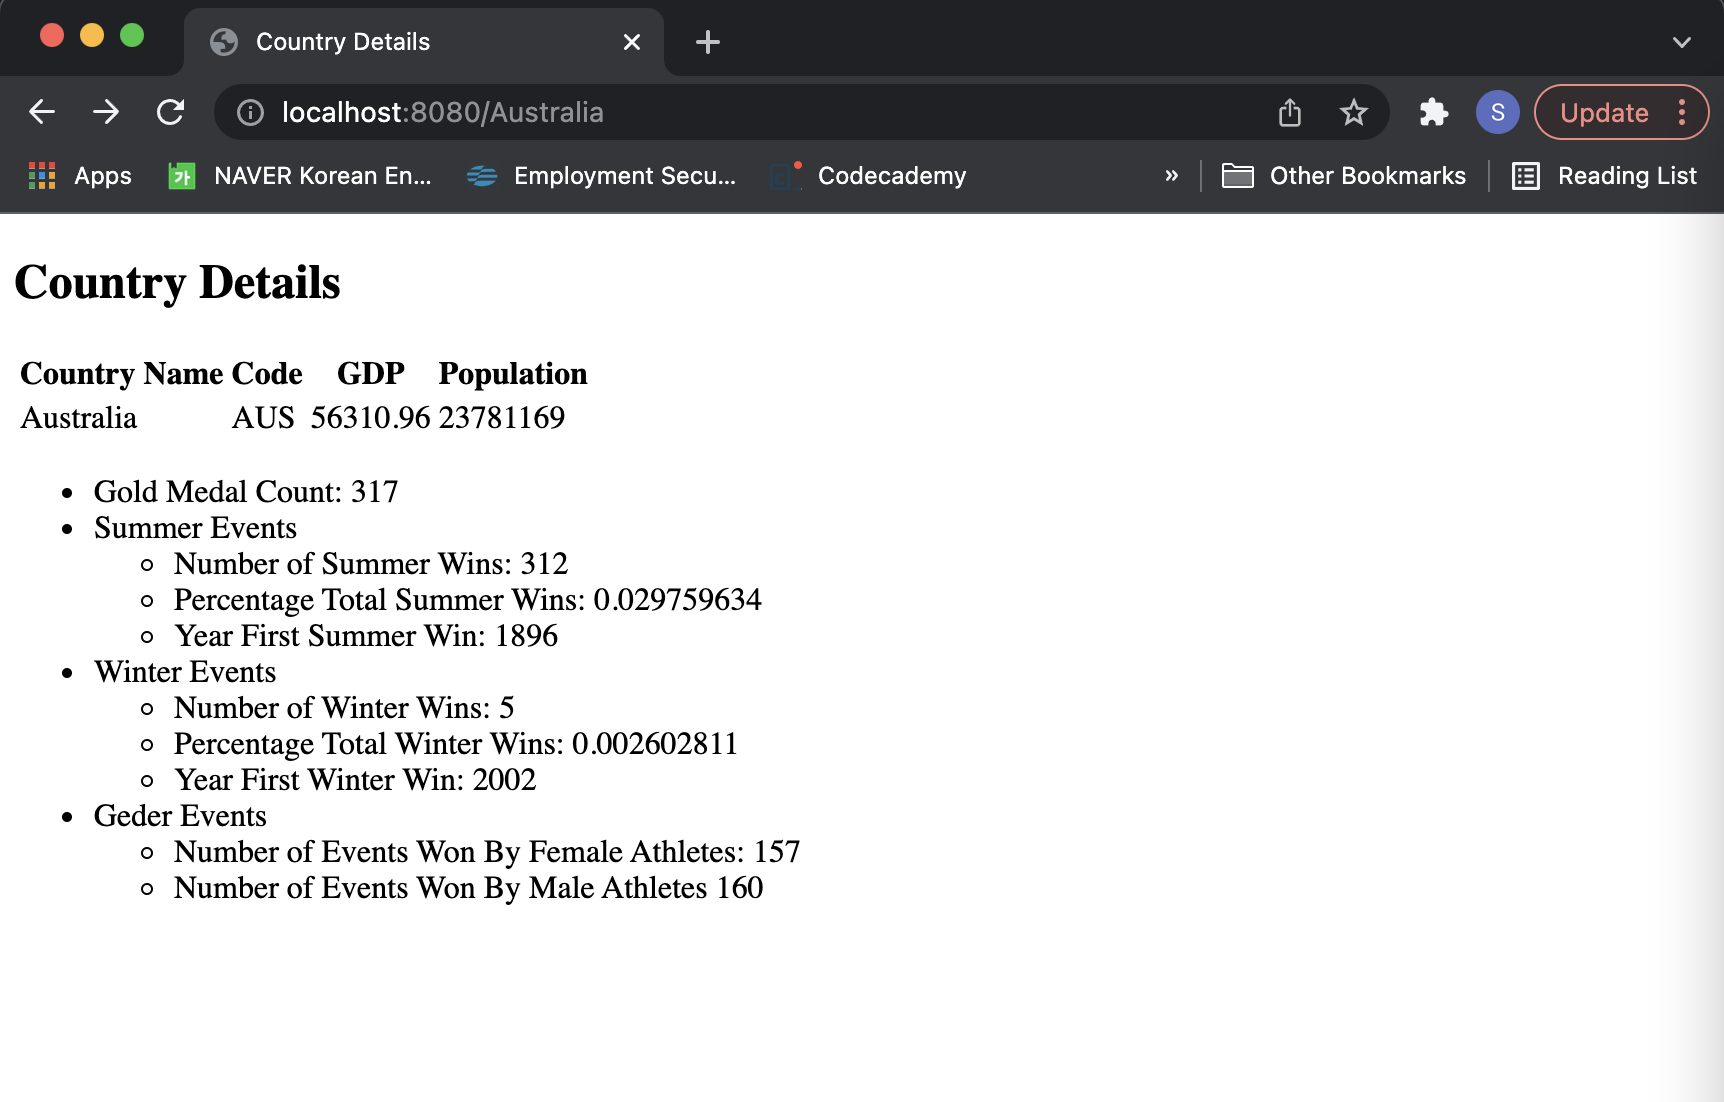 Country Details
localhost:8080/Australia
S
Update
Apps
가
NAVER Korean En...
Employment Secu...
Codecademy
»
Other Bookmarks
Reading List
Country Details
Country Name Code GDP Population
Australia AUS 56310.96 23781169
Gold Medal Count: 317
Summer Events
Number of Summer Wins: 312
Percentage Total Summer Wins: 0.029759634
Year First Summer Win: 1896
Winter Events
Number of Winter Wins: 5
Percentage Total Winter Wins: 0.002602811
Year First Winter Win: 2002
Geder Events
Number of Events Won By Female Athletes: 157
Number of Events Won By Male Athletes 160